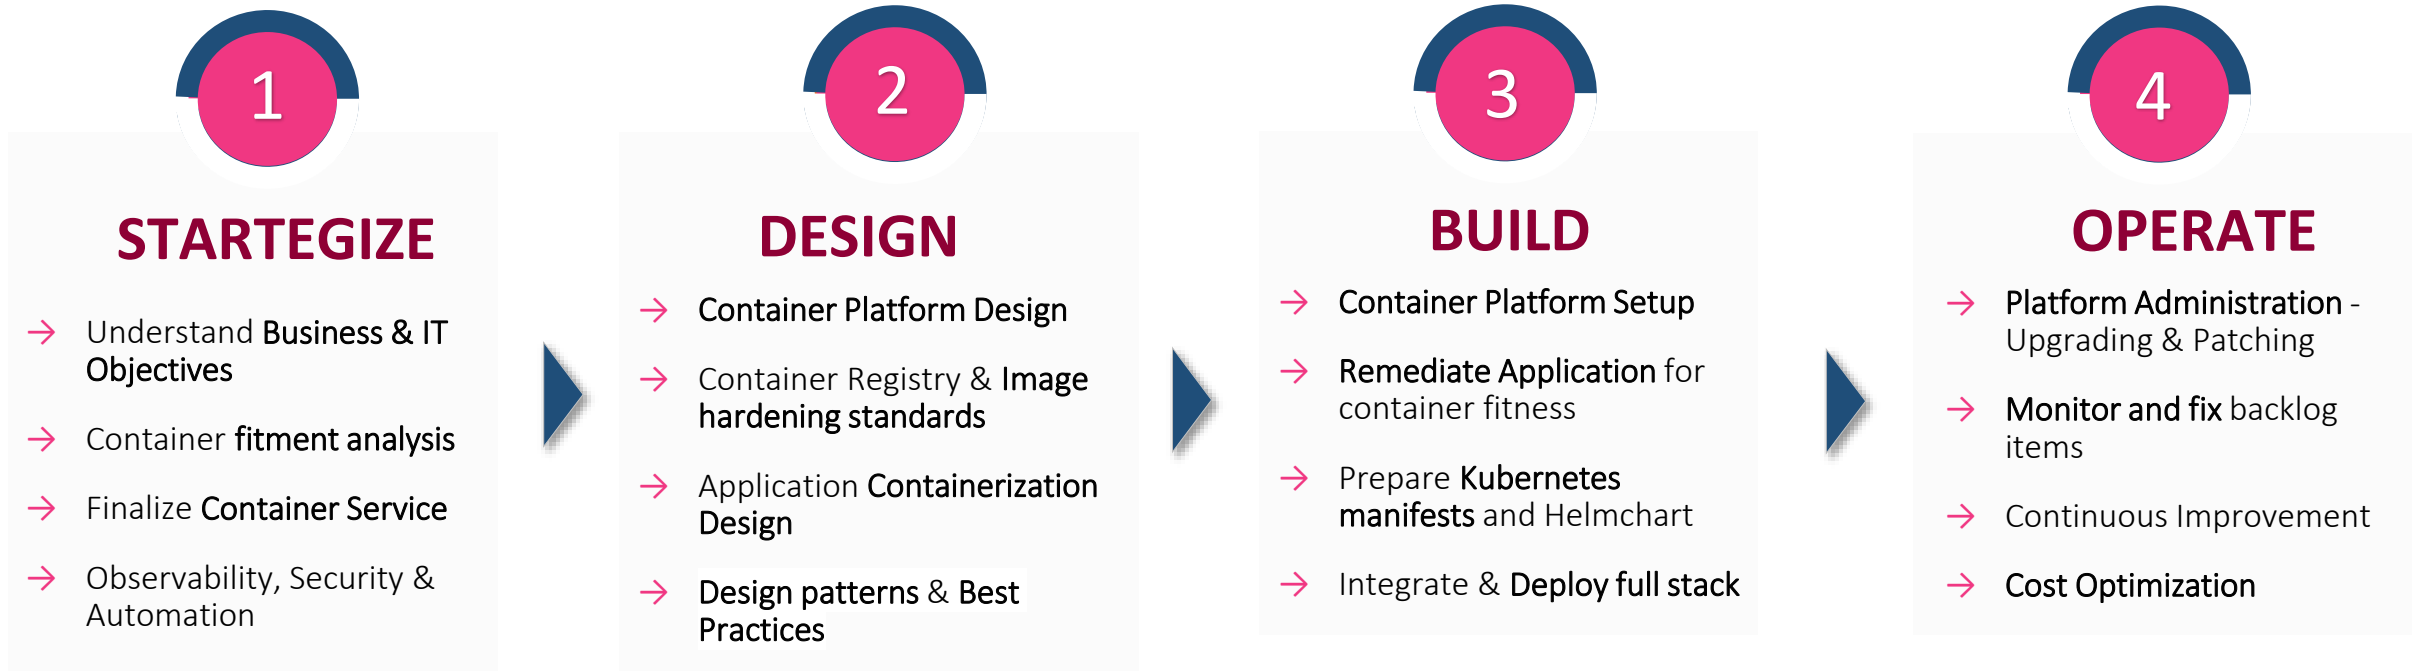 1
STARTEGIZE
→ Understand Business & IT
Objectives
→ Container fitment analysis
→ Finalize Container Service
→ Observability, Security &
Automation
2
DESIGN
→ Container Platform Design
→ Container Registry & Image
hardening standards
→ Application Containerization
Design
→ Design patterns & Best
Practices
3
BUILD
→ Container Platform Setup
→ Remediate Application for
container fitness
→ Prepare Kubernetes
manifests and Helmchart
→ Integrate & Deploy full stack
4
OPERATE
→ Platform Administration -
Upgrading & Patching
→ Monitor and fix backlog
items
→ Continuous Improvement
→ Cost Optimization